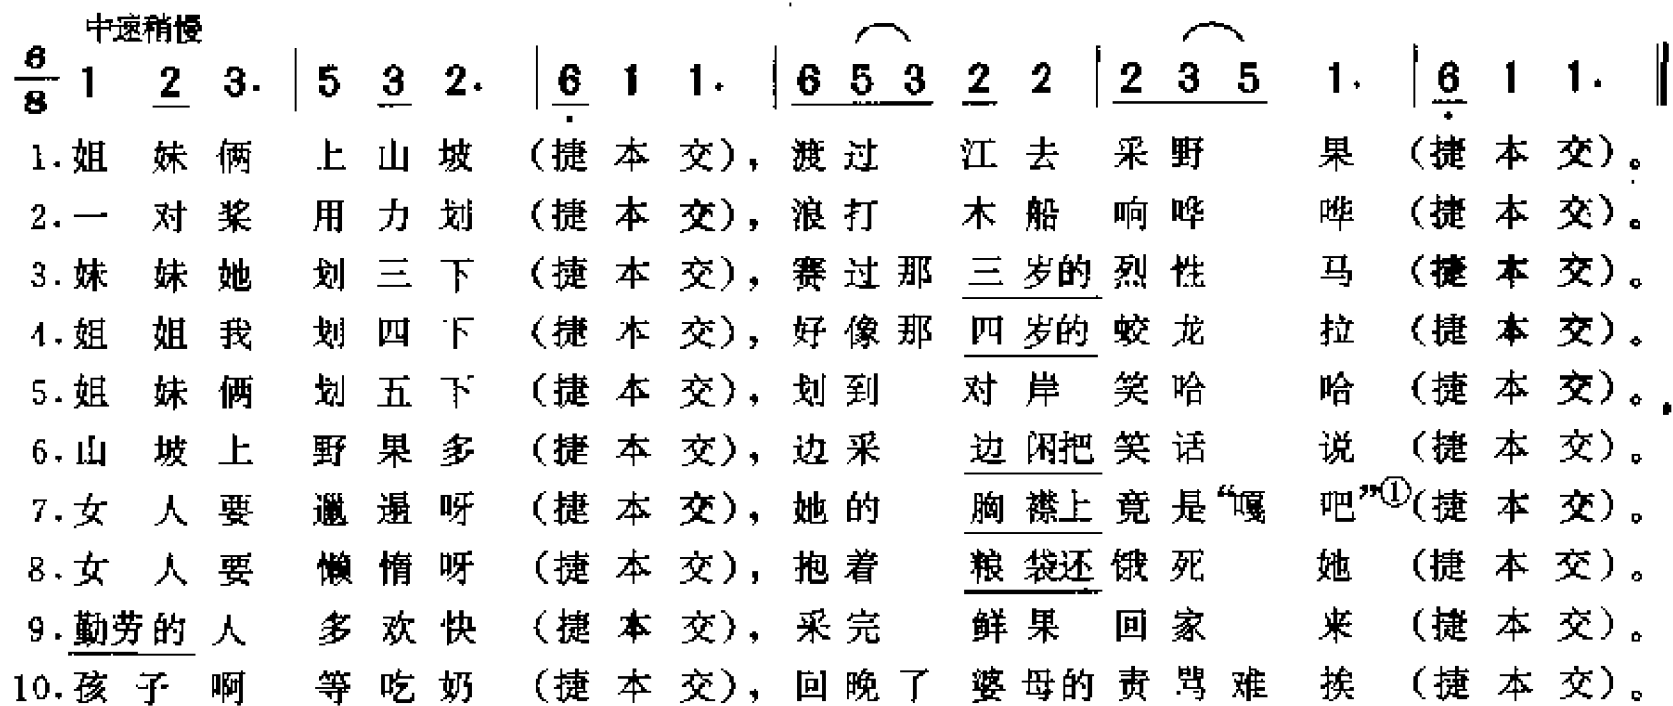 中速稍慢
6/8 1 2 3. | 5 3 2. | 6 1 1. | 6 5 3 2 2 | 2 3 5 1. | 6 1 1. ‖
1.姐妹俩上山坡(捷本交),渡过江去采野果(捷本交)。
2.一对桨用力划(捷本交),浪打木船响哗哗(捷本交)。
3.妹妹她划三下(捷本交),赛过那三岁的烈性马(捷本交)。
4.姐姐我划四下(捷本交),好像那四岁的蛟龙拉(捷本交)。
5.姐妹俩划五下(捷本交),划到对岸笑哈哈(捷本交)。
6.山坡上野果多(捷本交),边采边闲把笑话说(捷本交)。
7.女人要邋遢呀(捷本交),她的胸襟上竟是“嘎吧”①(捷本交)。
8.女人要懒惰呀(捷本交),抱着粮袋还饿死她(捷本交)。
9.勤劳的人多欢快(捷本交),采完鲜果回家来(捷本交)。
10.孩子啊等吃奶(捷本交),回晚了婆母的责骂难挨(捷本交)。